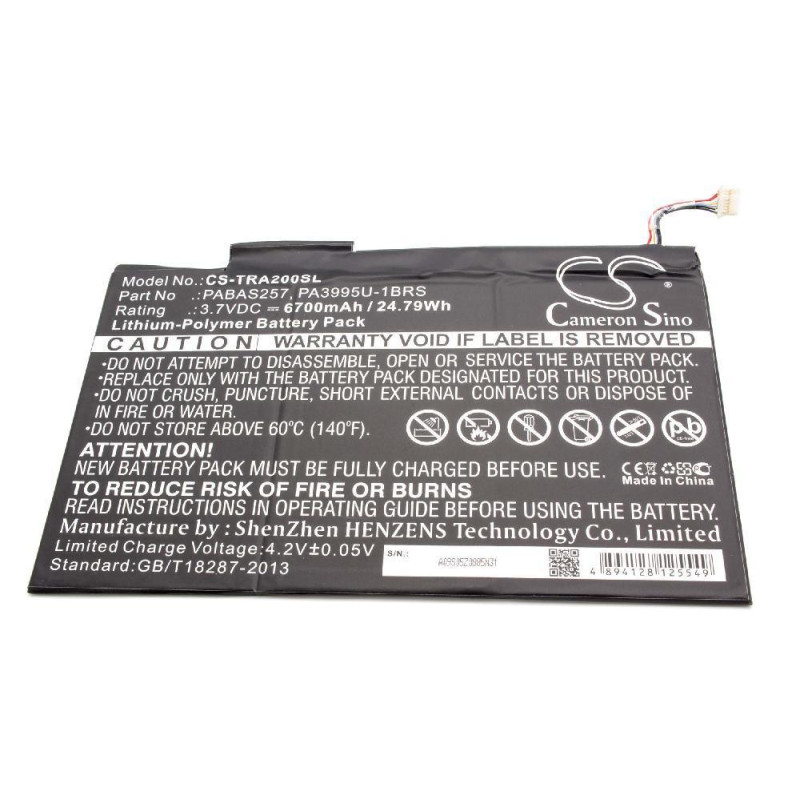 Model No.: CS-TRA200SL
Part No :PABAS257, PA3995U-1BRS
Rating :3.7VDC ⎓ 6700mAh / 24.79Wh
Lithium-Polymer Battery Pack
CS
Cameron Sino
CAUTION! WARRANTY VOID IF LABEL IS REMOVED
•DO NOT ATTEMPT TO DISASSEMBLE, OPEN OR SERVICE THE BATTERY PACK.
•REPLACE ONLY WITH THE BATTERY PACK DESIGNATED FOR THIS PRODUCT.
•DO NOT CRUSH, PUNCTURE, SHORT EXTERNAL CONTACTS OR DISPOSE OF
IN FIRE OR WATER.
•DO NOT STORE ABOVE 60℃ (140℉).
Pb
ATTENTION!
NEW BATTERY PACK MUST BE FULLY CHARGED BEFORE USE
TO REDUCE RISK OF FIRE OR BURNS
CE
Made In China
READ INSTRUCTIONS IN OPERATING GUIDE BEFORE USING THE BATTERY.
Manufacture by : ShenZhen HENZENS Technology Co., Limited
Limited Charge Voltage:4.2V±0.05V
Standard:GB/T18287-2013
S/N.:
4 894128 125549